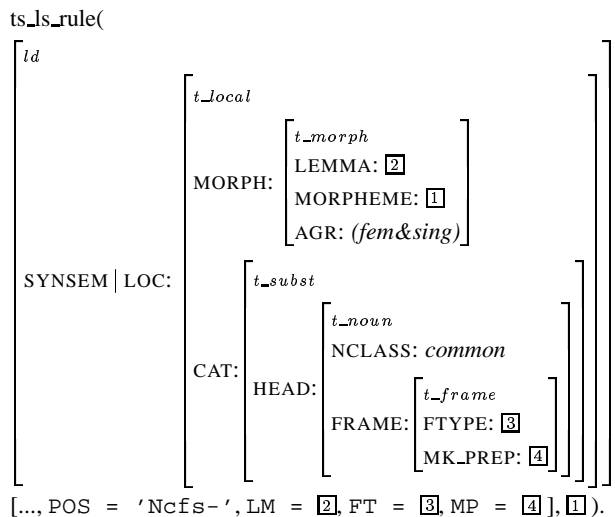 ts_ls_rule(
ld
t_local
t_morph
LEMMA: 2
MORPH: MORPHEME: 1
AGR: (fem&sing)
SYNSEM | LOC:
t_subst
t_noun
NCLASS: common
CAT:
HEAD:
t_frame
FRAME: FTYPE: 3
MK_PREP: 4
[..., POS = 'Ncfs-', LM = 2, FT = 3, MP = 4 ], 1 ).